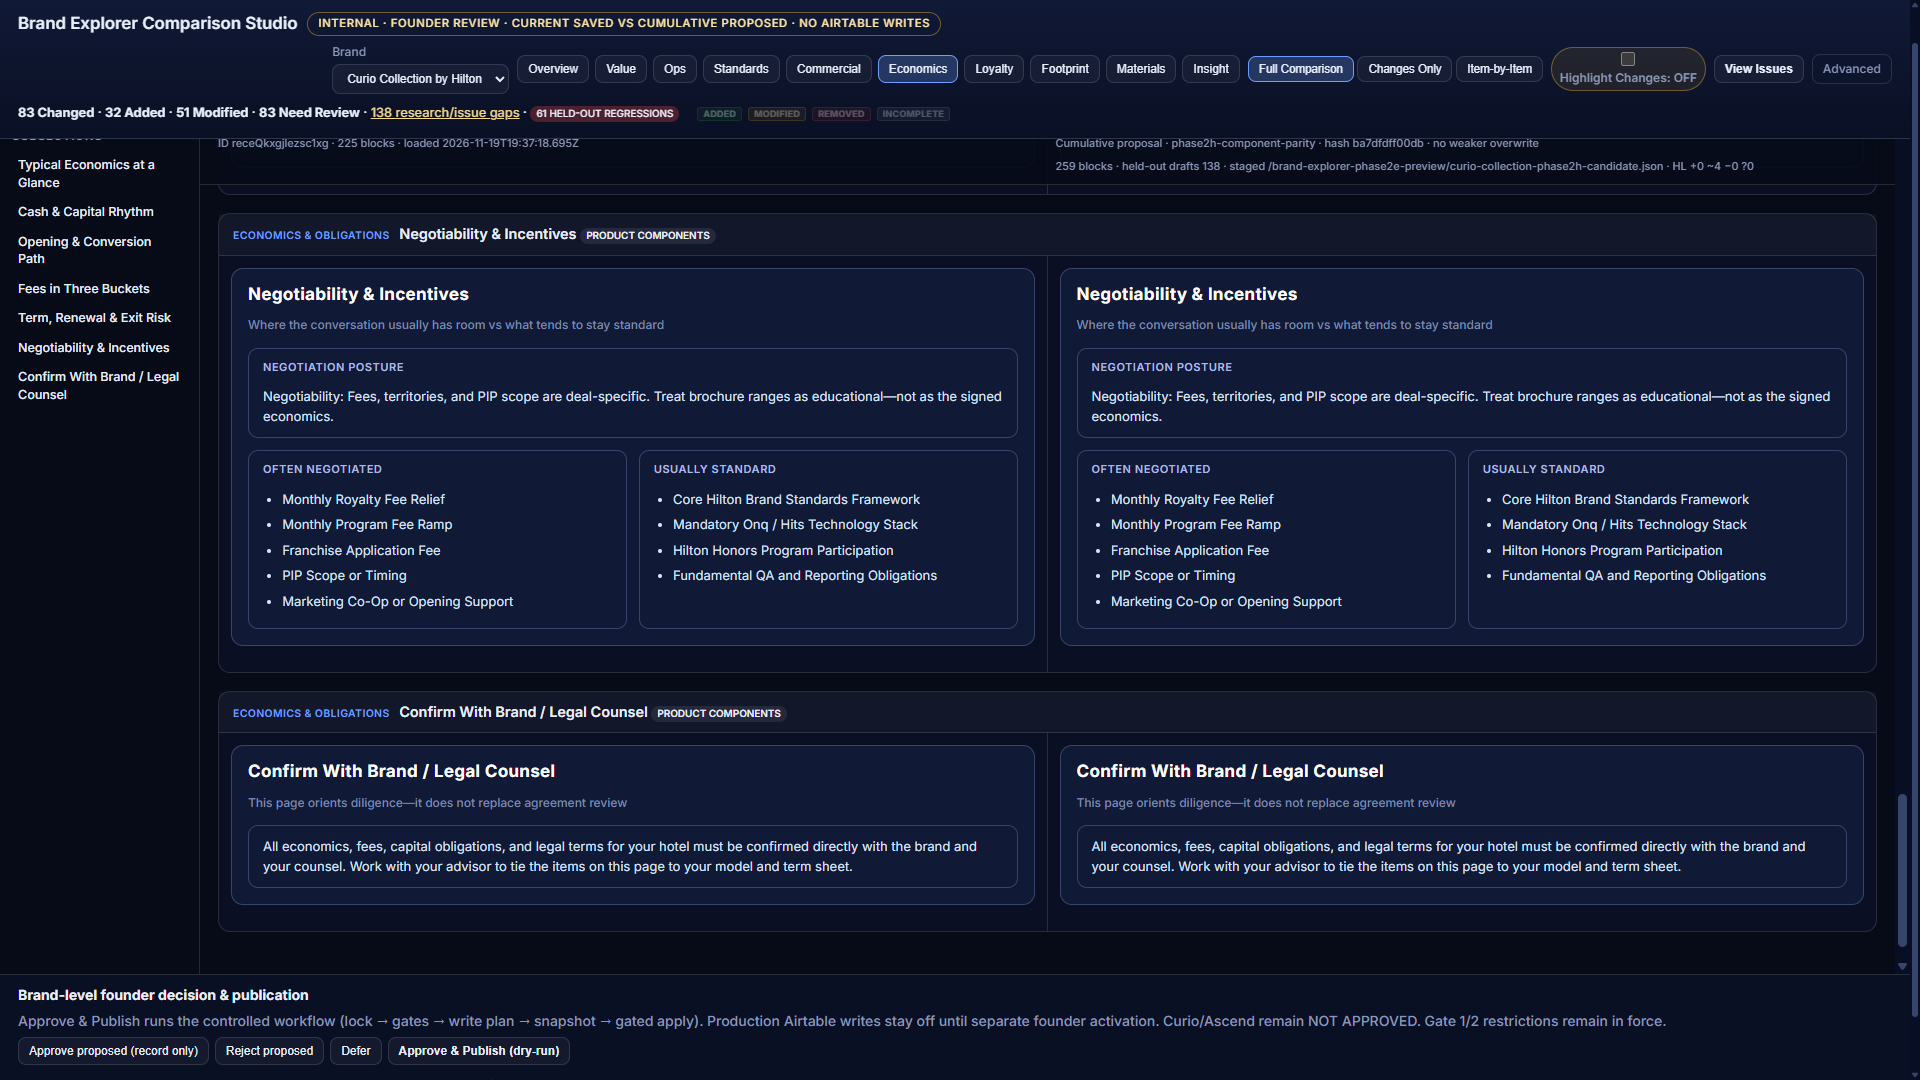 Brand Explorer Comparison Studio
INTERNAL · FOUNDER REVIEW · CURRENT SAVED VS CUMULATIVE PROPOSED · NO AIRTABLE WRITES
Brand
Curio Collection by Hilton
Overview
Value
Ops
Standards
Commercial
Economics
Loyalty
Footprint
Materials
Insight
Full Comparison
Changes Only
Item-by-Item
Highlight Changes: OFF
View Issues
Advanced
83 Changed · 32 Added · 51 Modified · 83 Need Review · 138 research/issue gaps · 61 HELD-OUT REGRESSIONS
ADDED
MODIFIED
REMOVED
INCOMPLETE
Typical Economics at a
Glance
Cash & Capital Rhythm
Opening & Conversion
Path
Fees in Three Buckets
Term, Renewal & Exit Risk
Negotiability & Incentives
Confirm With Brand / Legal
Counsel
ID receQkxgjlezsc1xg · 225 blocks · loaded 2026-11-19T19:37:18.695Z
Cumulative proposal · phase2h-component-parity · hash ba7dfdff00db · no weaker overwrite
259 blocks · held-out drafts 138 · staged /brand-explorer-phase2e-preview/curio-collection-phase2h-candidate.json · HL +0 ~4 −0 ?0
ECONOMICS & OBLIGATIONS Negotiability & Incentives PRODUCT COMPONENTS
Negotiability & Incentives
Where the conversation usually has room vs what tends to stay standard
NEGOTIATION POSTURE
Negotiability: Fees, territories, and PIP scope are deal-specific. Treat brochure ranges as educational—not as the signed
economics.
OFTEN NEGOTIATED
• Monthly Royalty Fee Relief
• Monthly Program Fee Ramp
• Franchise Application Fee
• PIP Scope or Timing
• Marketing Co-Op or Opening Support
USUALLY STANDARD
• Core Hilton Brand Standards Framework
• Mandatory Onq / Hits Technology Stack
• Hilton Honors Program Participation
• Fundamental QA and Reporting Obligations
Negotiability & Incentives
Where the conversation usually has room vs what tends to stay standard
NEGOTIATION POSTURE
Negotiability: Fees, territories, and PIP scope are deal-specific. Treat brochure ranges as educational—not as the signed
economics.
OFTEN NEGOTIATED
• Monthly Royalty Fee Relief
• Monthly Program Fee Ramp
• Franchise Application Fee
• PIP Scope or Timing
• Marketing Co-Op or Opening Support
USUALLY STANDARD
• Core Hilton Brand Standards Framework
• Mandatory Onq / Hits Technology Stack
• Hilton Honors Program Participation
• Fundamental QA and Reporting Obligations
ECONOMICS & OBLIGATIONS Confirm With Brand / Legal Counsel PRODUCT COMPONENTS
Confirm With Brand / Legal Counsel
This page orients diligence—it does not replace agreement review
All economics, fees, capital obligations, and legal terms for your hotel must be confirmed directly with the brand and
your counsel. Work with your advisor to tie the items on this page to your model and term sheet.
Confirm With Brand / Legal Counsel
This page orients diligence—it does not replace agreement review
All economics, fees, capital obligations, and legal terms for your hotel must be confirmed directly with the brand and
your counsel. Work with your advisor to tie the items on this page to your model and term sheet.
Brand-level founder decision & publication
Approve & Publish runs the controlled workflow (lock → gates → write plan → snapshot → gated apply). Production Airtable writes stay off until separate founder activation. Curio/Ascend remain NOT APPROVED. Gate 1/2 restrictions remain in force.
Approve proposed (record only)
Reject proposed
Defer
Approve & Publish (dry-run)